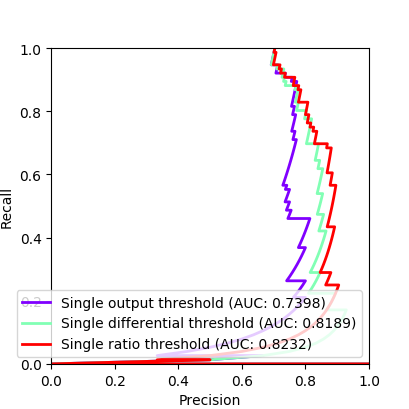 1.0
0.8
0.6
0.4
0.2
0.0
Recall
Single output threshold (AUC: 0.7398)
Single differential threshold (AUC: 0.8189)
Single ratio threshold (AUC: 0.8232)
0.0 0.2 0.4 0.6 0.8 1.0
Precision